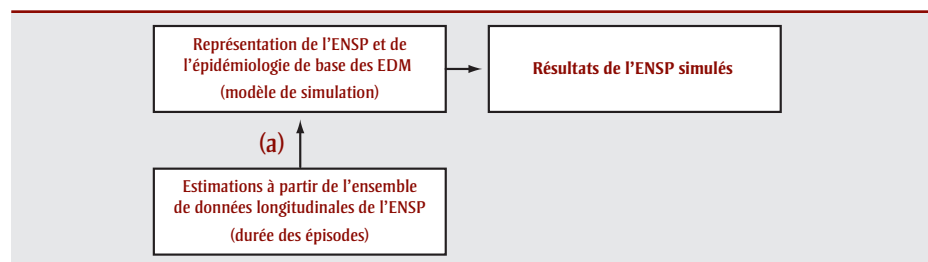 Représentation de l’ENSP et de
l’épidémiologie de base des EDM
(modèle de simulation)
Résultats de l’ENSP simulés
(a)
Estimations à partir de l’ensemble
de données longitudinales de l’ENSP
(durée des épisodes)